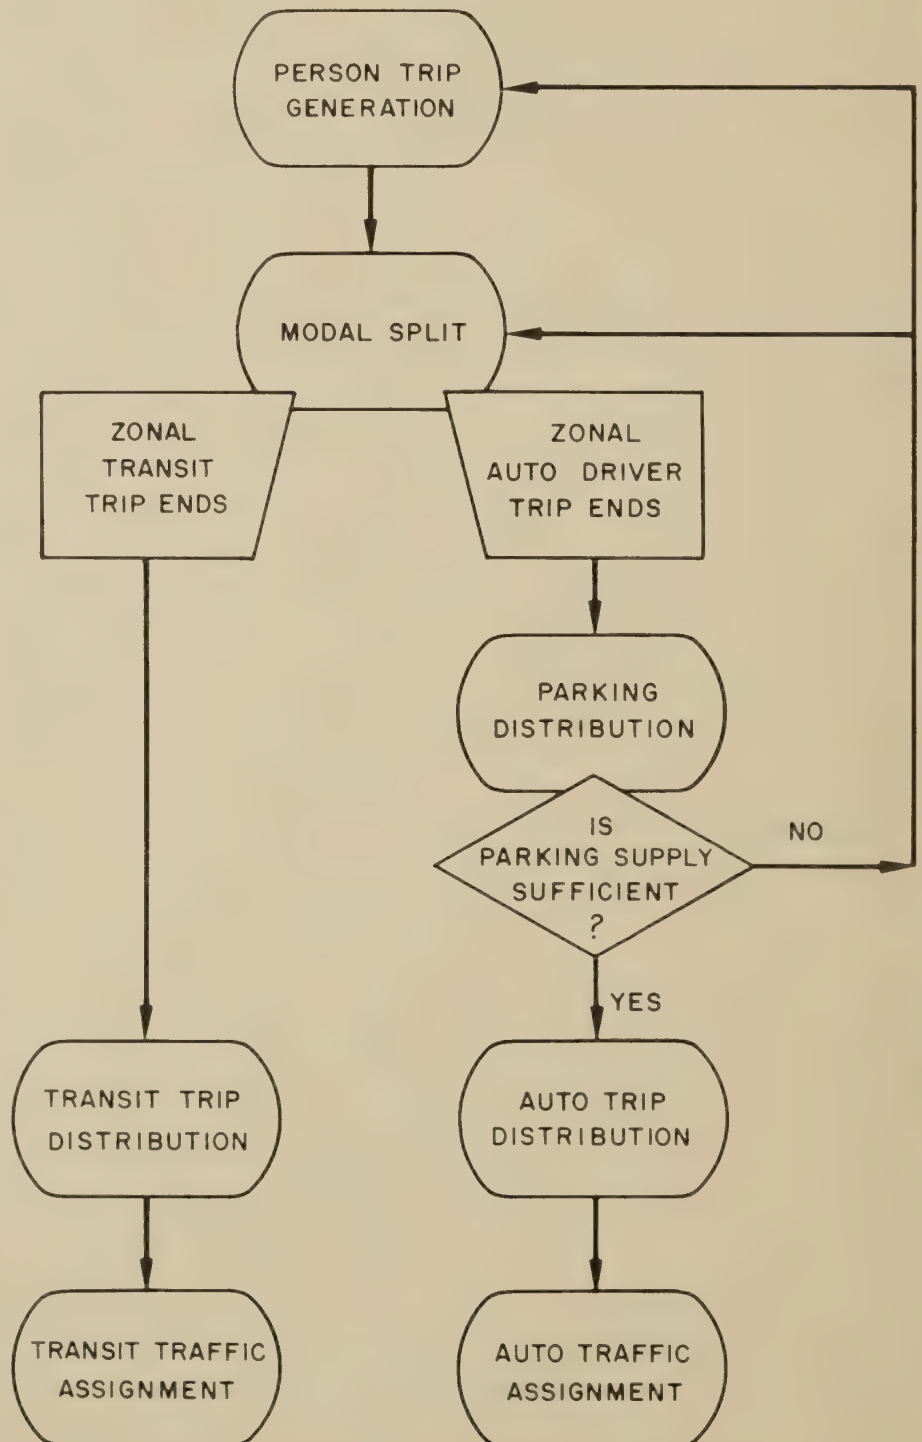 PERSON TRIP
GENERATION
MODAL SPLIT
ZONAL
TRANSIT
TRIP ENDS
ZONAL
AUTO DRIVER
TRIP ENDS
PARKING
DISTRIBUTION
IS
PARKING SUPPLY
SUFFICIENT
?
NO
YES
TRANSIT TRIP
DISTRIBUTION
AUTO TRIP
DISTRIBUTION
TRANSIT TRAFFIC
ASSIGNMENT
AUTO TRAFFIC
ASSIGNMENT